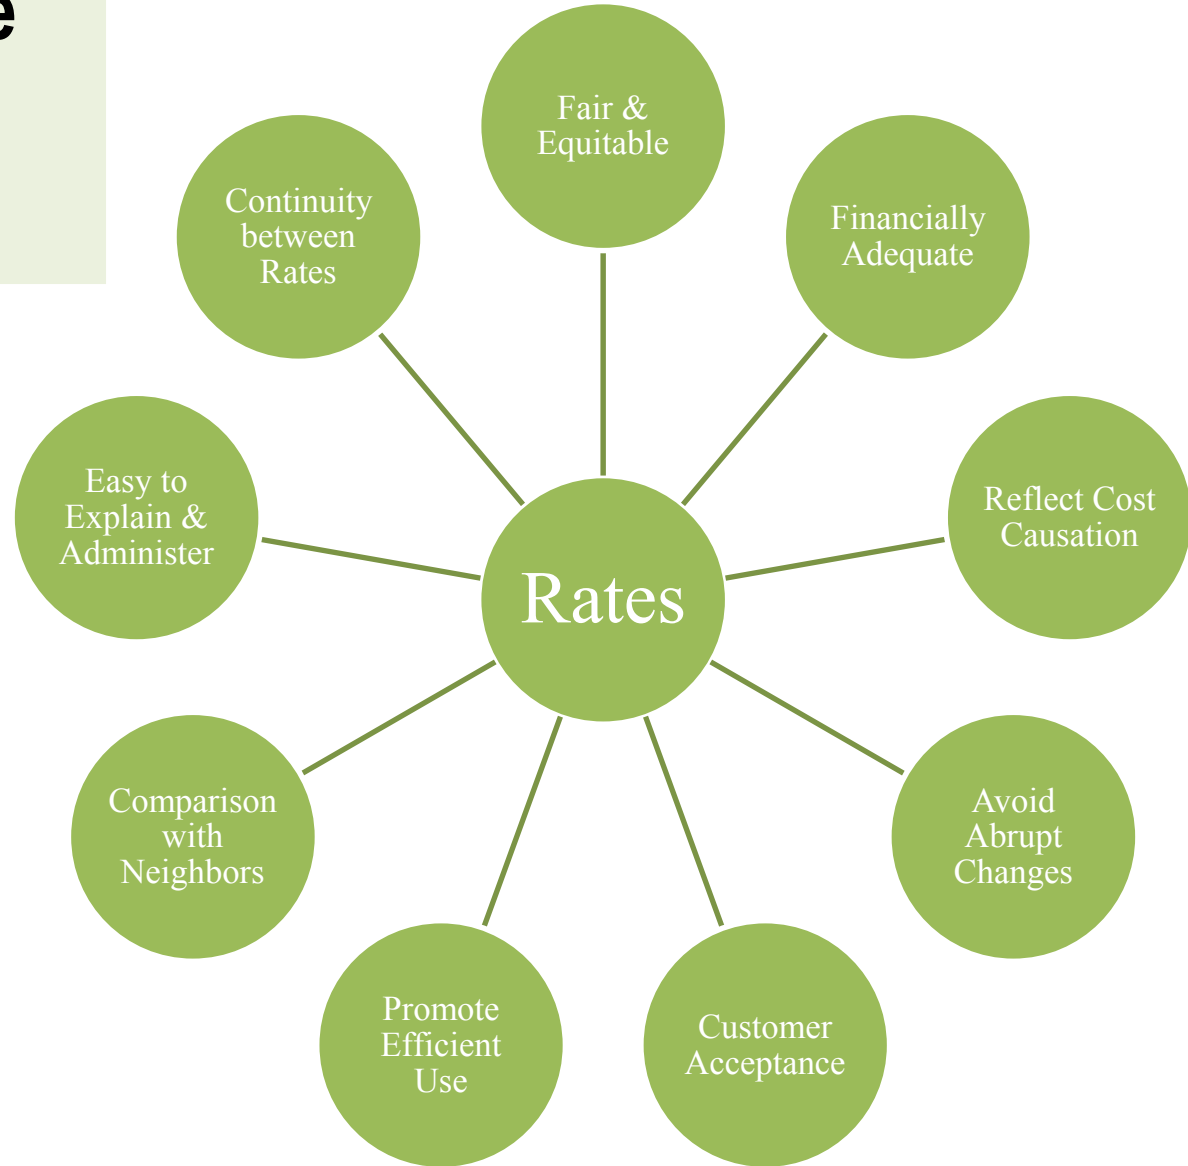 e
Fair &
Equitable
Financially
Adequate
Reflect Cost
Causation
Avoid
Abrupt
Changes
Customer
Acceptance
Promote
Efficient
Use
Comparison
with
Neighbors
Easy to
Explain &
Administer
Continuity
between
Rates
Rates